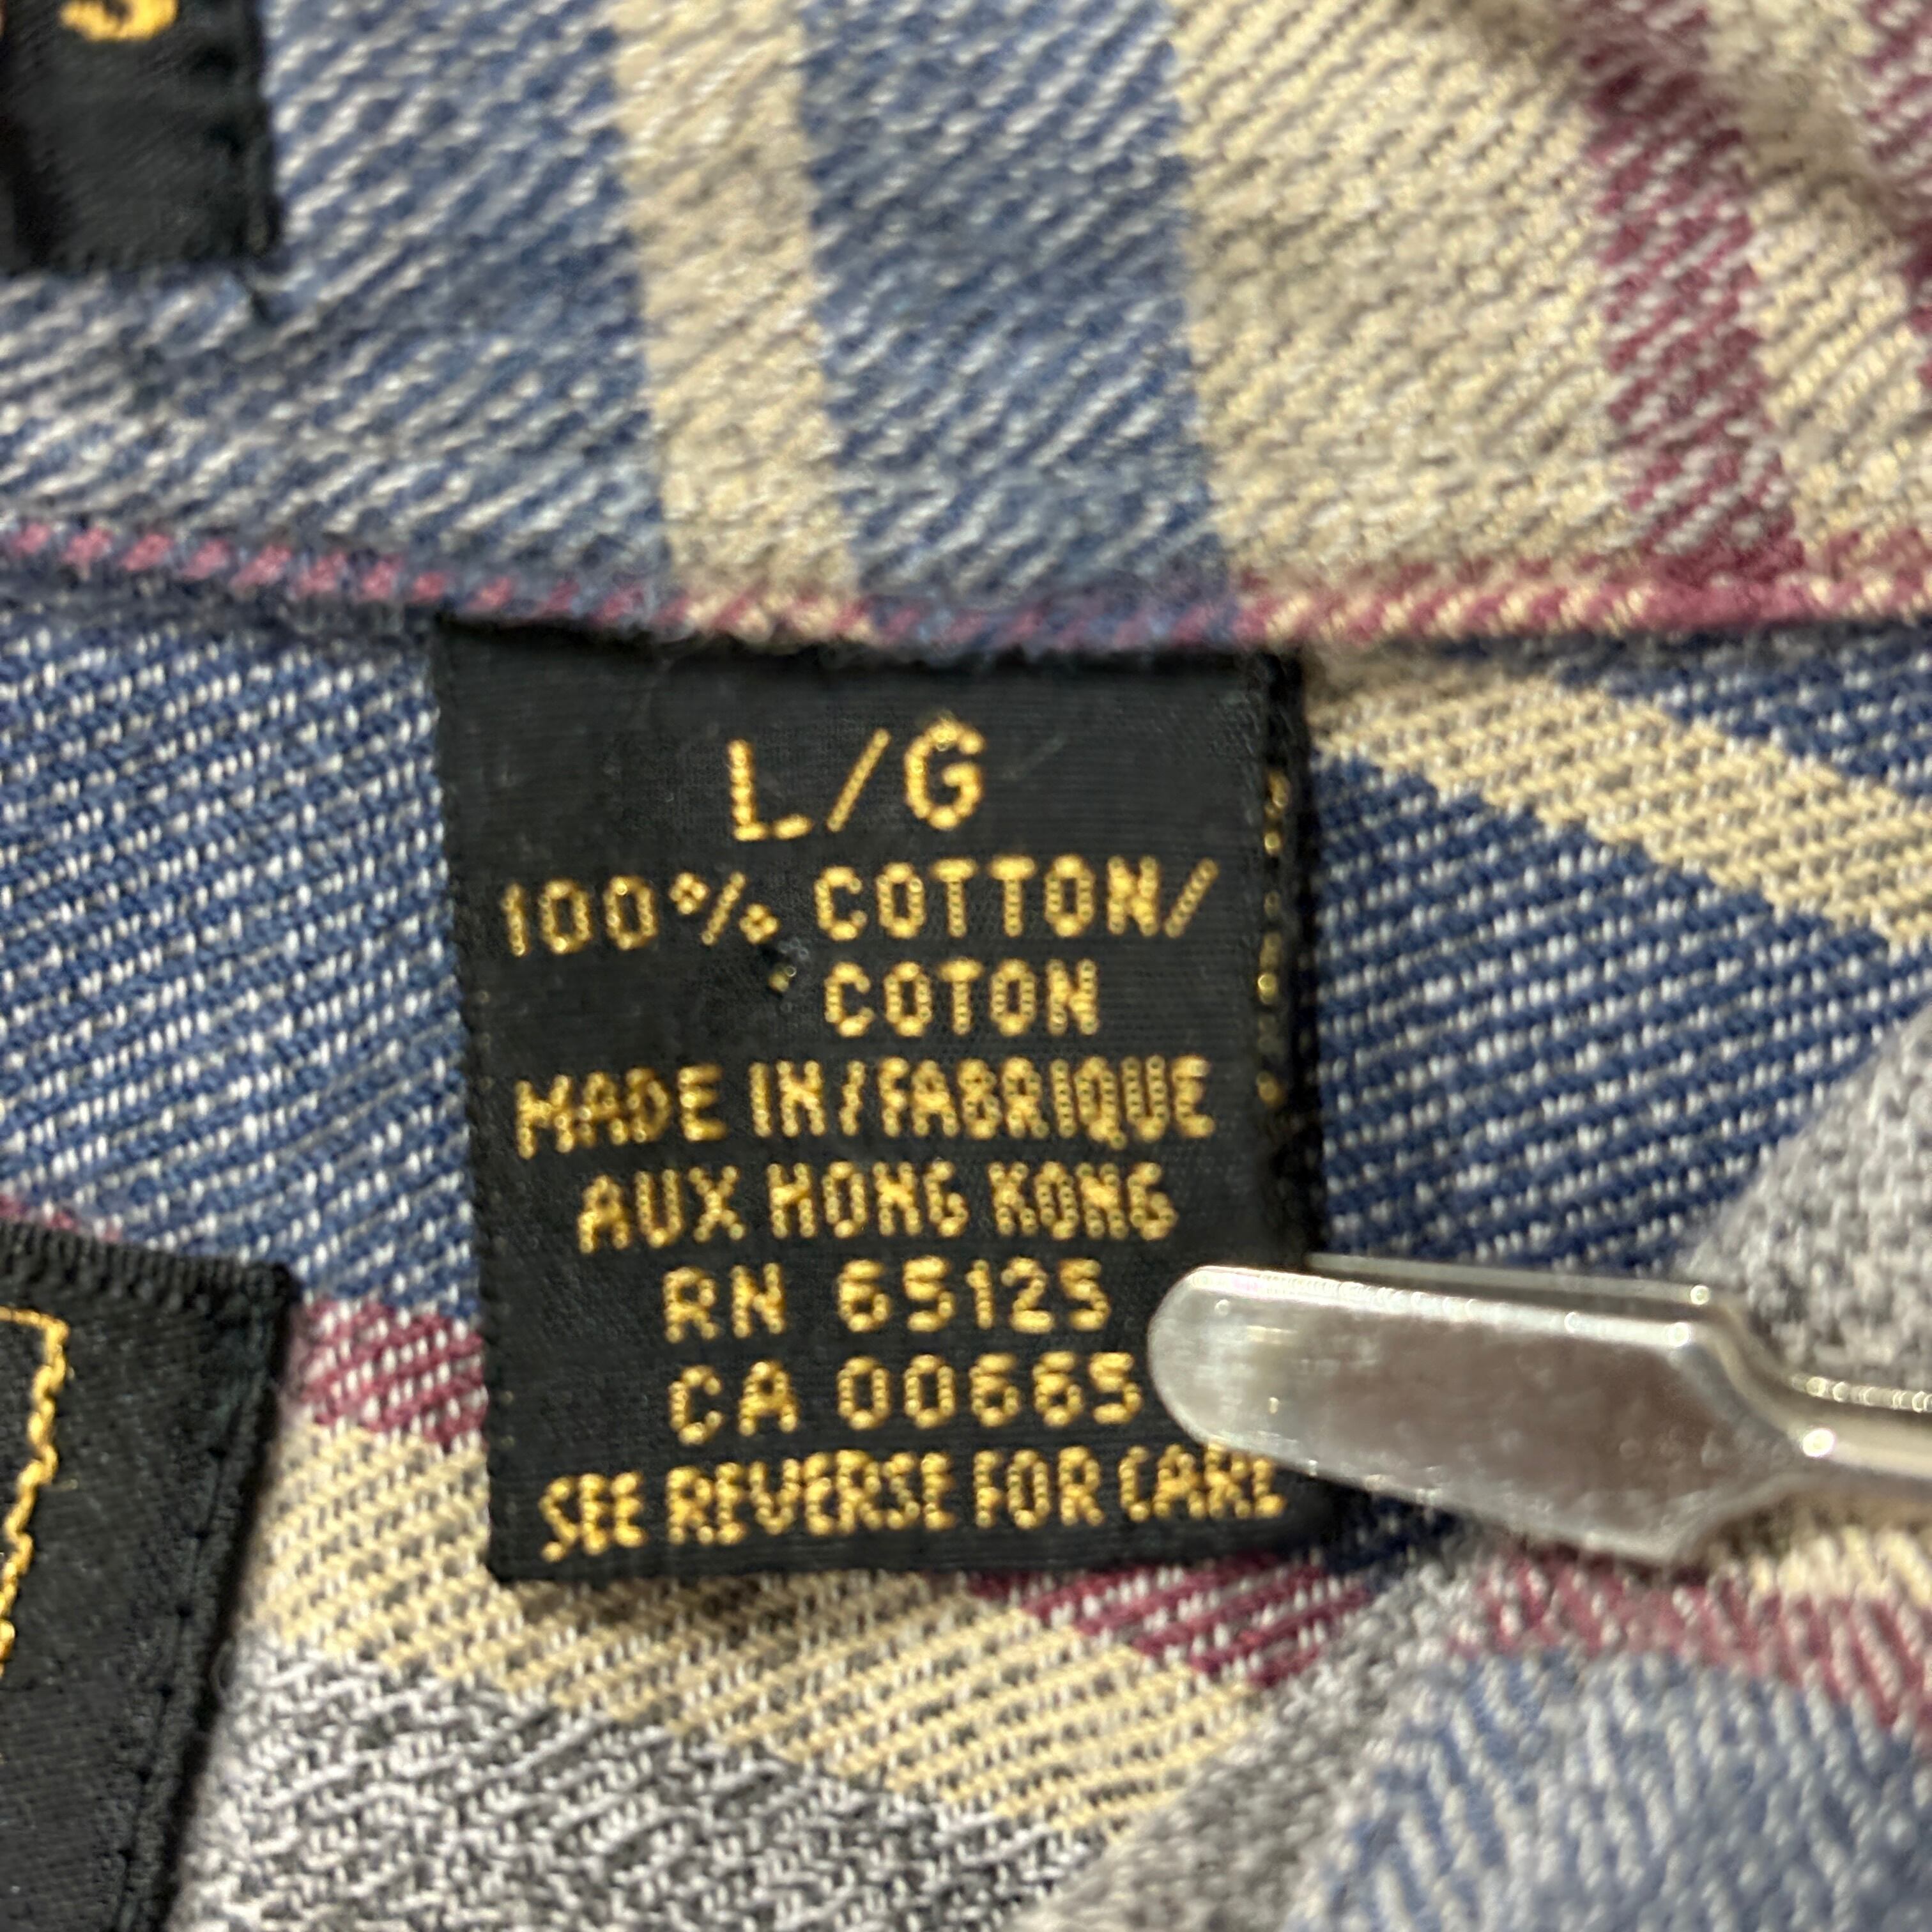 L/G
100% COTTON/
COTON
MADE IN/FABRIQUE
AUX HONG KONG
RN 65125
CA 00665
SEE REVERSE FOR CARE